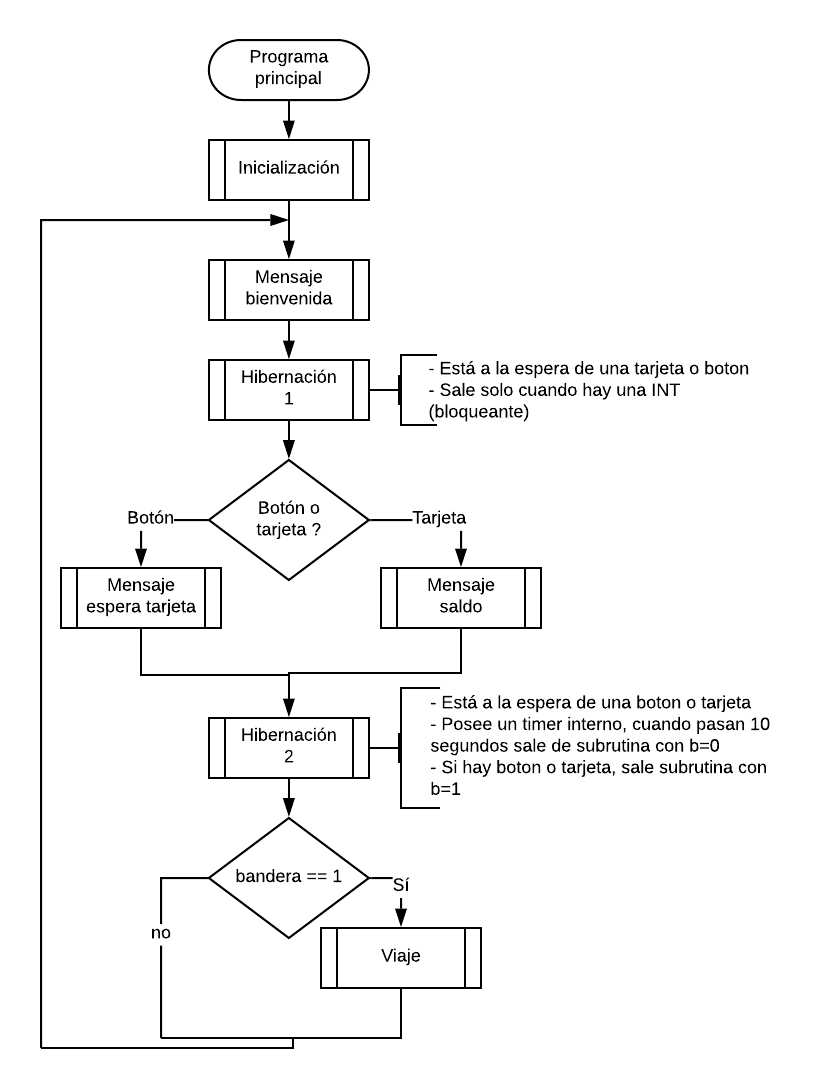 Programa
principal
Inicialización
Mensaje
bienvenida
Hibernación
1
- Está a la espera de una tarjeta o boton
- Sale solo cuando hay una INT
(bloqueante)
Botón o
tarjeta ?
Botón
Tarjeta
Mensaje
espera tarjeta
Mensaje
saldo
Hibernación
2
- Está a la espera de una boton o tarjeta
- Posee un timer interno, cuando pasan 10
segundos sale de subrutina con b=0
- Si hay boton o tarjeta, sale subrutina con
b=1
bandera == 1
Sí
no
Viaje